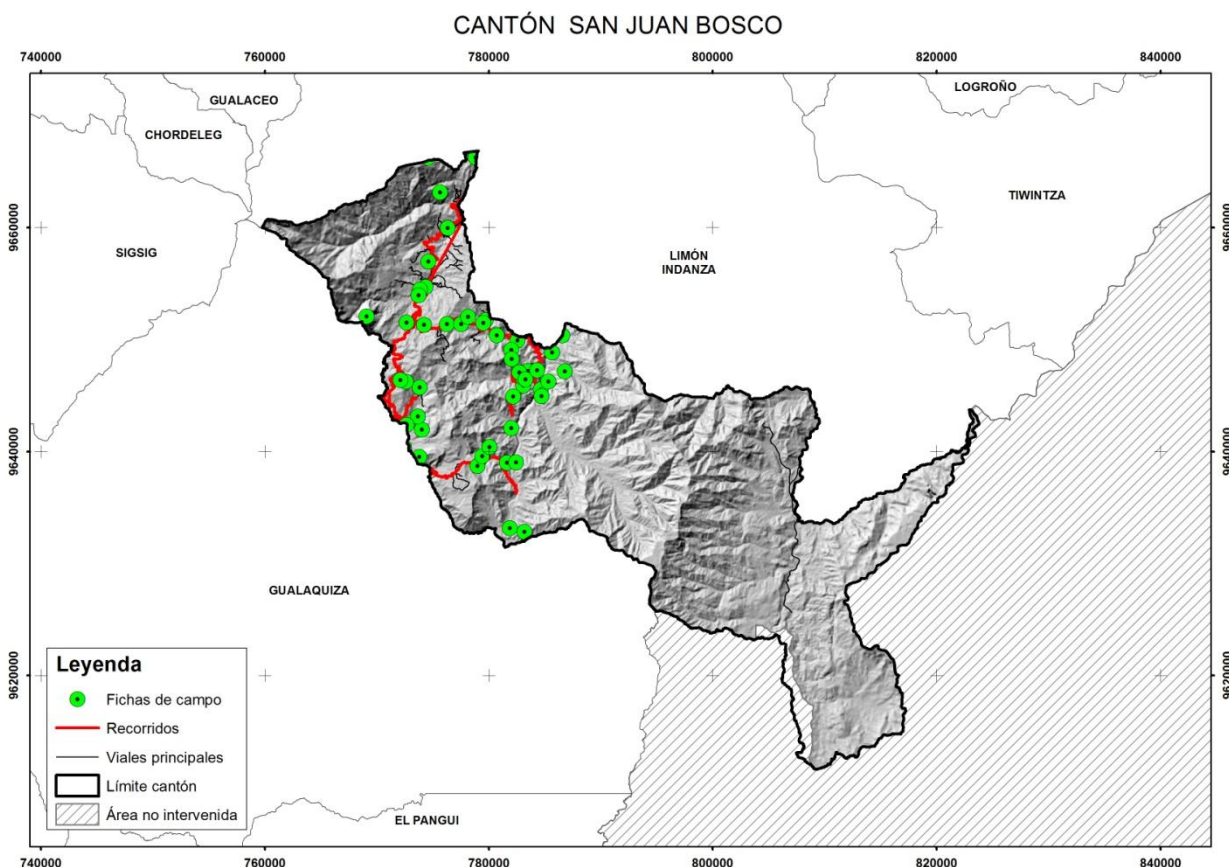 CANTÓN SAN JUAN BOSCO
740000 760000 780000 800000 820000 840000
LOGROÑO
GUALACEO
CHORDELEG
TIWINTZA
9660000 9660000
SIGSIG
LIMÓN
INDANZA
9640000 9640000
GUALAQUIZA
Leyenda
Fichas de campo
9620000 9620000
Recorridos
Viales principales
Límite cantón
Área no intervenida
EL PANGUI
740000 760000 780000 800000 820000 840000